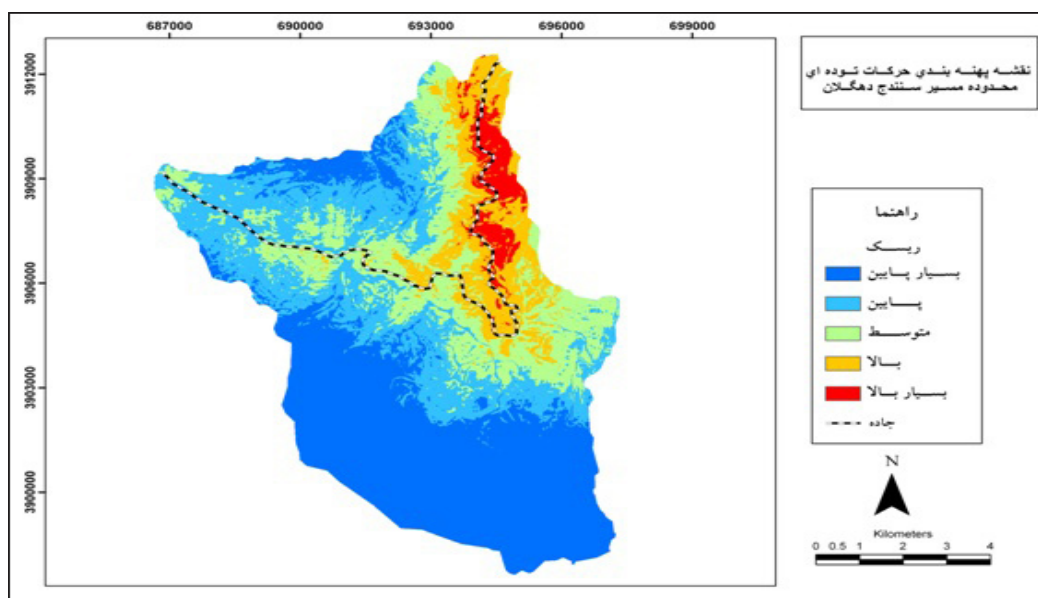 687000 690000 693000 696000 699000
3912000
3909000
3906000
3903000
3900000
نقشه پهنه بندي حركات توده اي
محدوده مسير سنندج دهگلان
راهنما
ريسک
بسيار پايين
پايين
متوسط
بالا
بسيار بالا
جاده
N
Kilometers
0 0.5 1 2 3 4